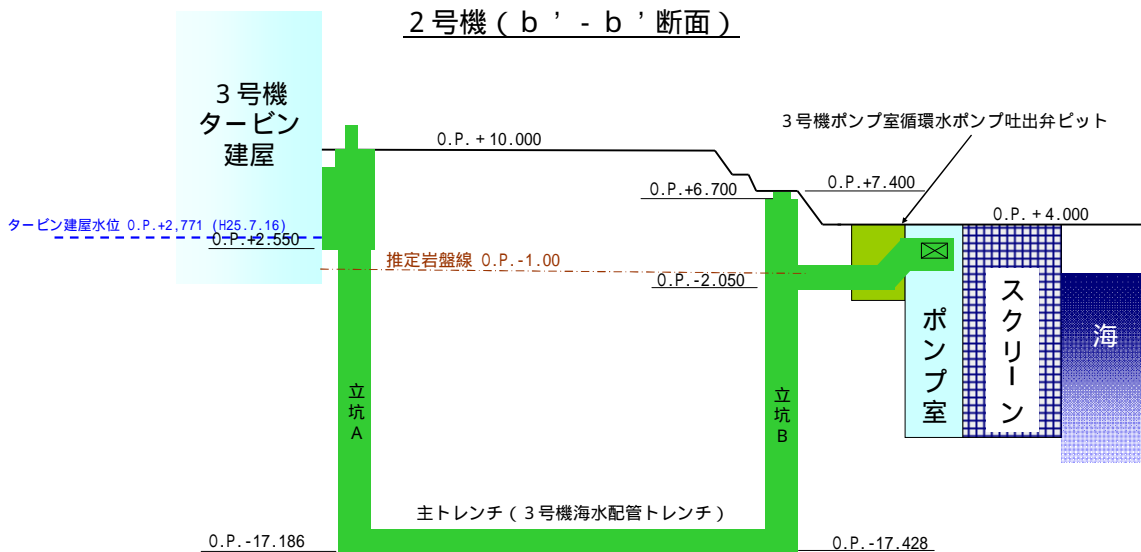 ２号機（ｂ’-ｂ’断面）
３号機
タービン
建屋
３号機ポンプ室循環水ポンプ吐出弁ピット
O.P.＋10.000
O.P.+6.700
O.P.+7.400
O.P.＋4.000
タービン建屋水位 O.P.+2,771 (H25.7.16)
O.P.+2.550
推定岩盤線 O.P.-1.00
O.P.-2.050
スクリーン
海
ポンプ室
立坑A
立坑B
主トレンチ（３号機海水配管トレンチ）
O.P.-17.186
O.P.-17.428